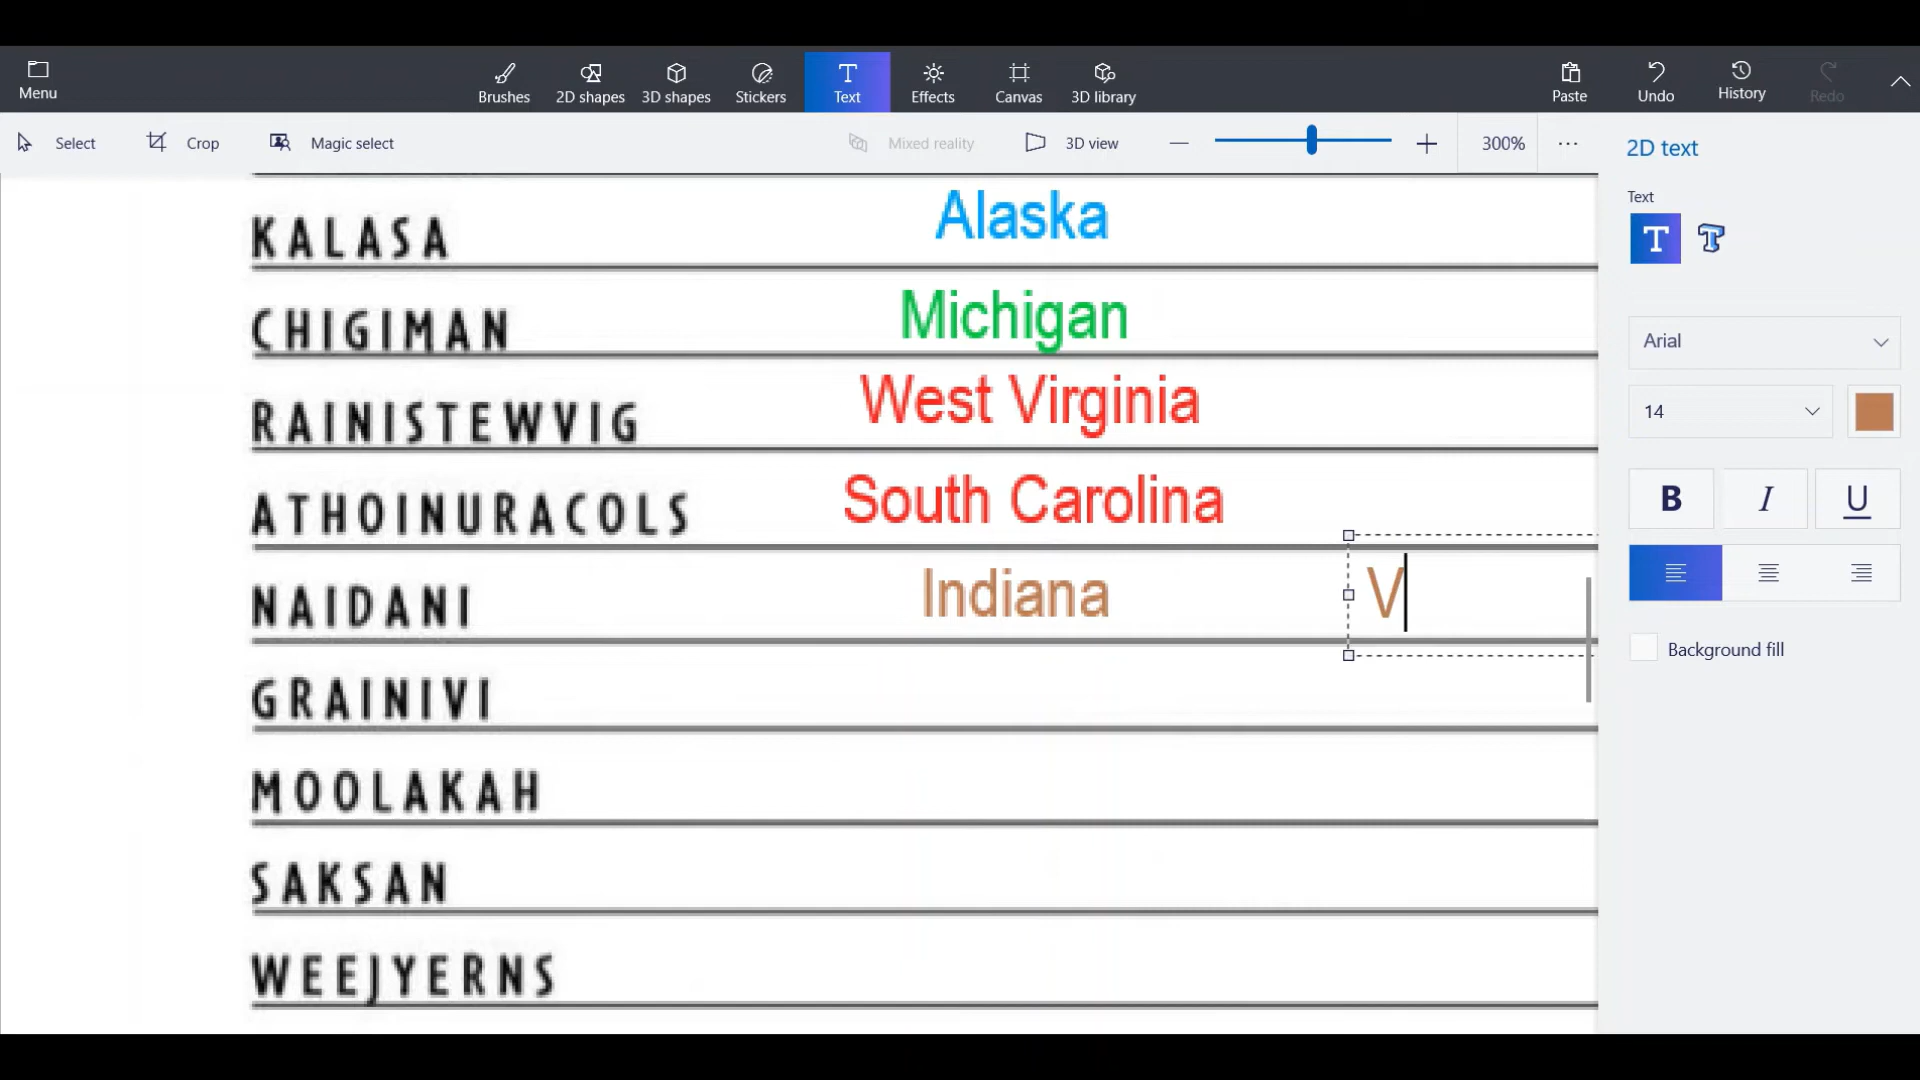 Menu
Brushes 2D shapes 3D shapes Stickers Text Effects Canvas 3D library Paste Undo History Redo
Select Crop Magic select Mixed reality 3D view 300%
2D text
Text
Arial
14
B I U
Background fill
KALASA Alaska
CHIGIMAN Michigan
RAINISTEWVIG West Virginia
ATHOINURACOLS South Carolina
NAIDANI Indiana V
GRAINIVI
MOOLAKAH
SAKSAN
WEEJYERNS